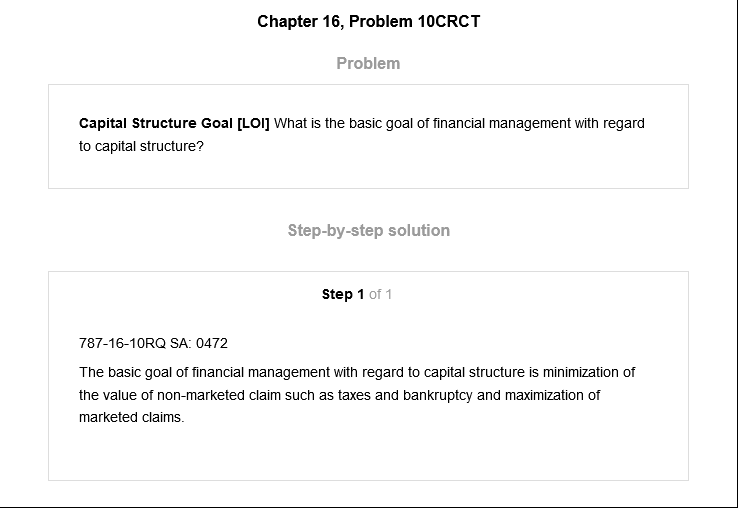 Chapter 16, Problem 10CRCT
Problem
Capital Structure Goal [LOI] What is the basic goal of financial management with regard
to capital structure?
Step-by-step solution
Step 1 of 1
787-16-10RQ SA: 0472
The basic goal of financial management with regard to capital structure is minimization of
the value of non-marketed claim such as taxes and bankruptcy and maximization of
marketed claims.